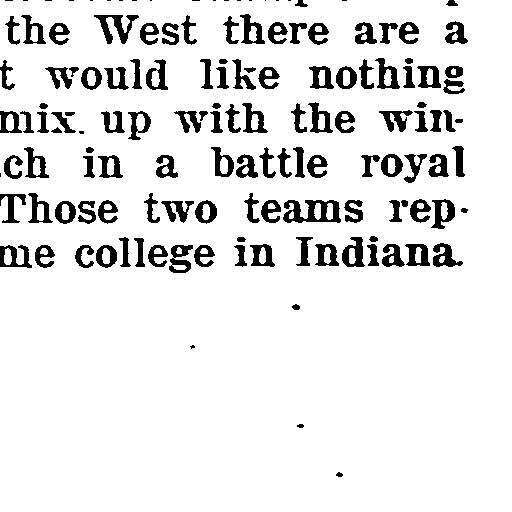 the West there are a
t would like nothing
mix. up with the win-
ch in a battle royal
Those two teams rep-
me college in Indiana.